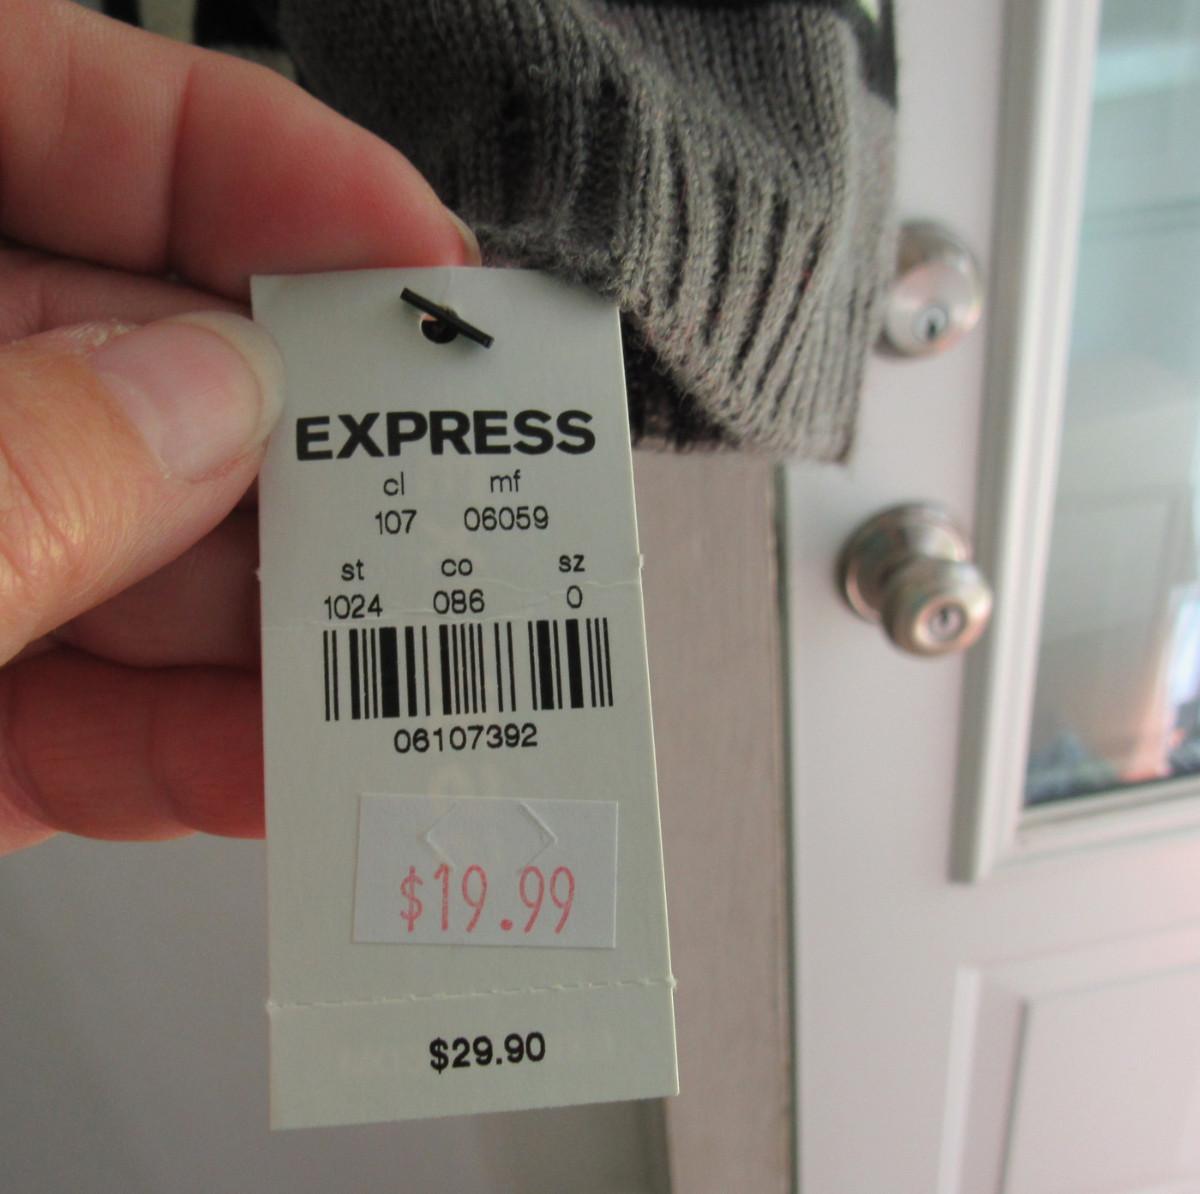 EXPRESS
cl mf
107 06059
st co sz
1024 086 0
06107392
$19.99
$29.90